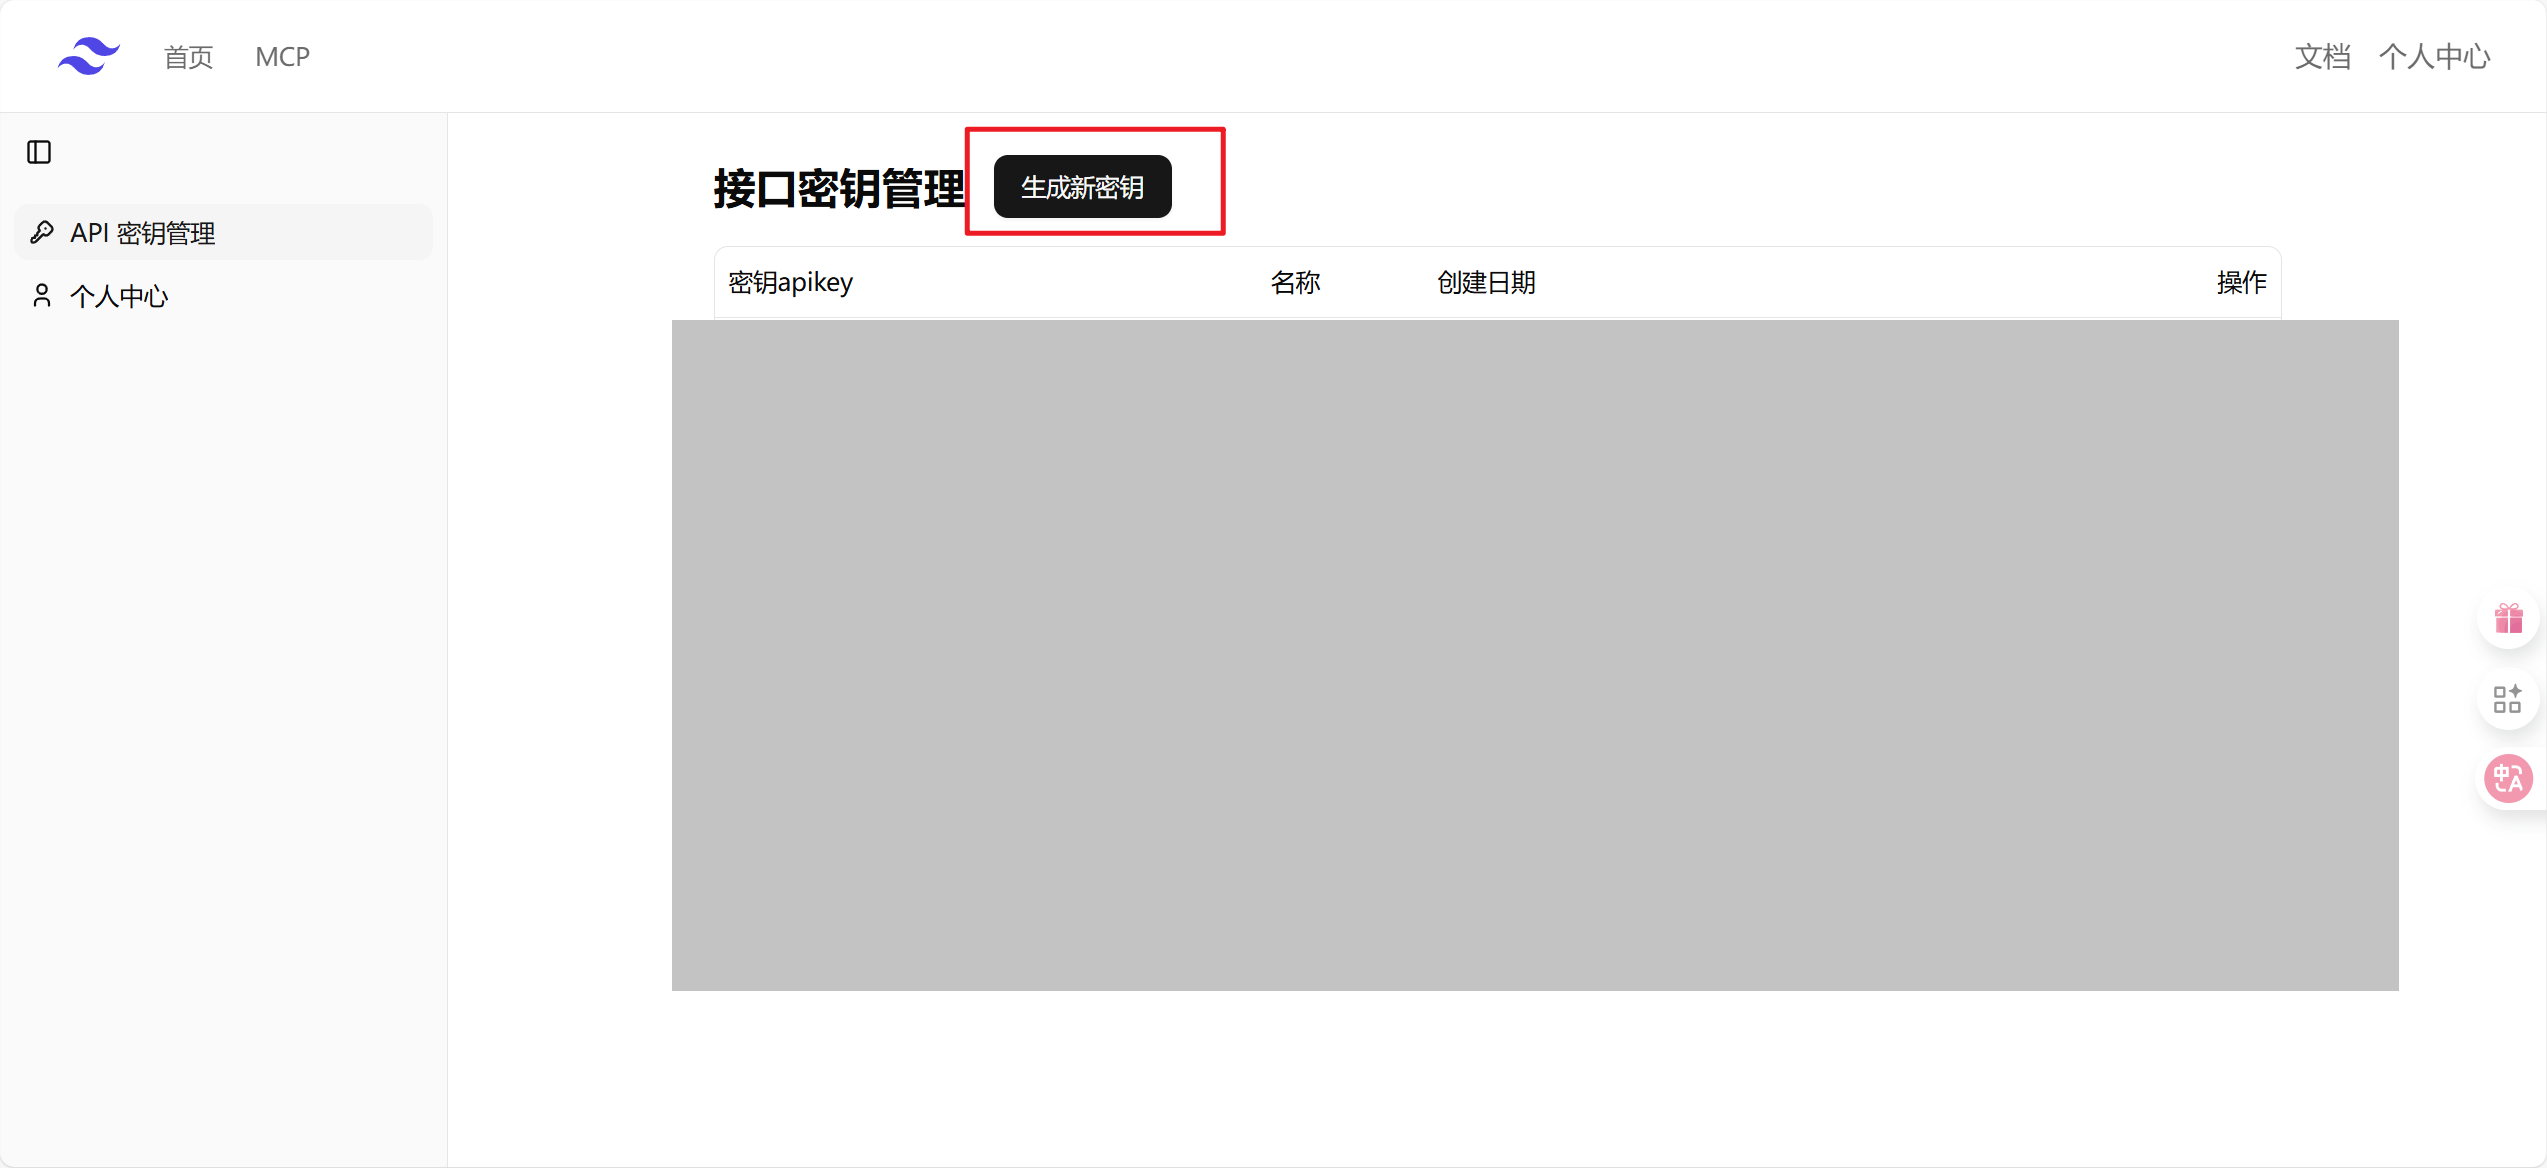 首页 MCP 文档 个人中心
API 密钥管理
个人中心
接口密钥管理 生成新密钥
密钥apikey 名称 创建日期 操作
中A